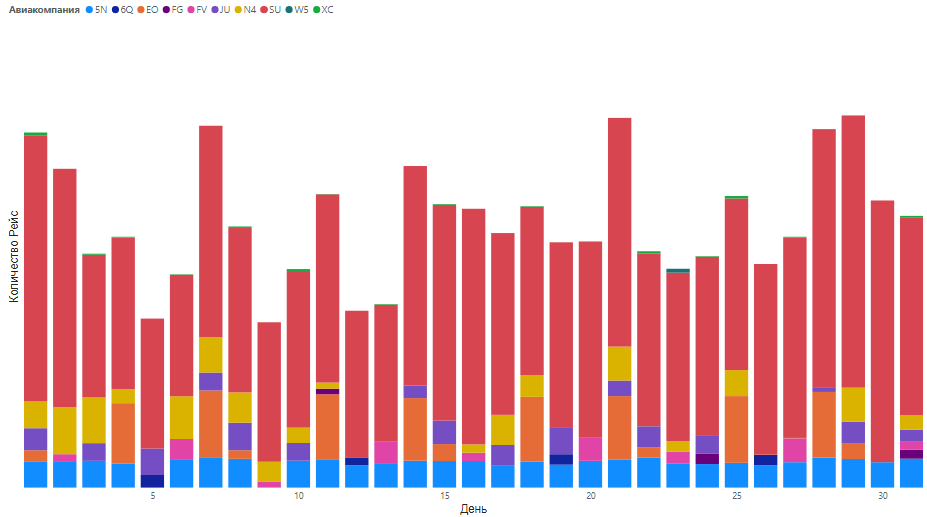 Авиакомпания 5N 6Q EO FG FV JU N4 SU W5 XC
Количество Рейс
5 10 15 20 25 30
День